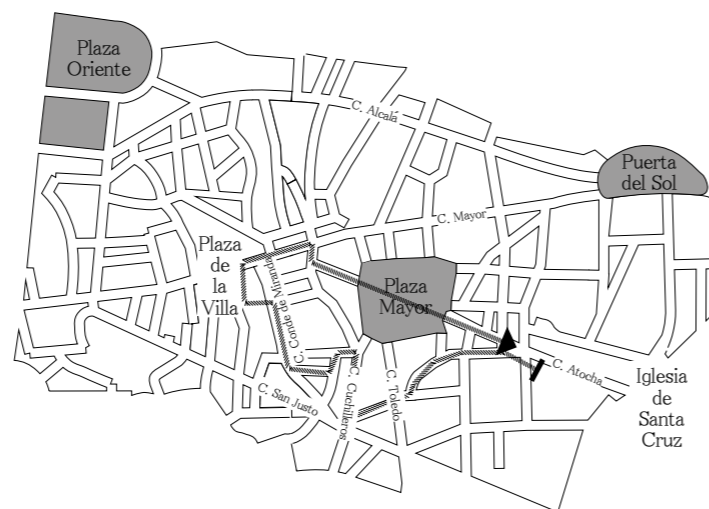 Plaza
Oriente
C. Alcalá
Puerta
del Sol
C. Mayor
Plaza
de
la
Villa
C. Conde de Miranda
Plaza
Mayor
C. San Justo
C. Cuchilleros
C. Toledo
C. Atocha
Iglesia
de
Santa
Cruz